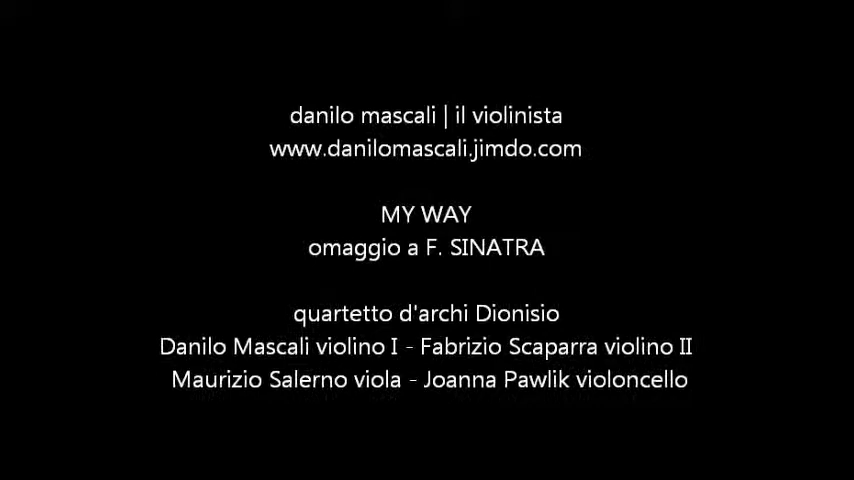 danilo mascali | il violinista
www.danilomascali.jimdo.com
MY WAY
omaggio a F. SINATRA
quartetto d'archi Dionisio
Danilo Mascali violino I - Fabrizio Scaparra violino II
Maurizio Salerno viola - Joanna Pawlik violoncello